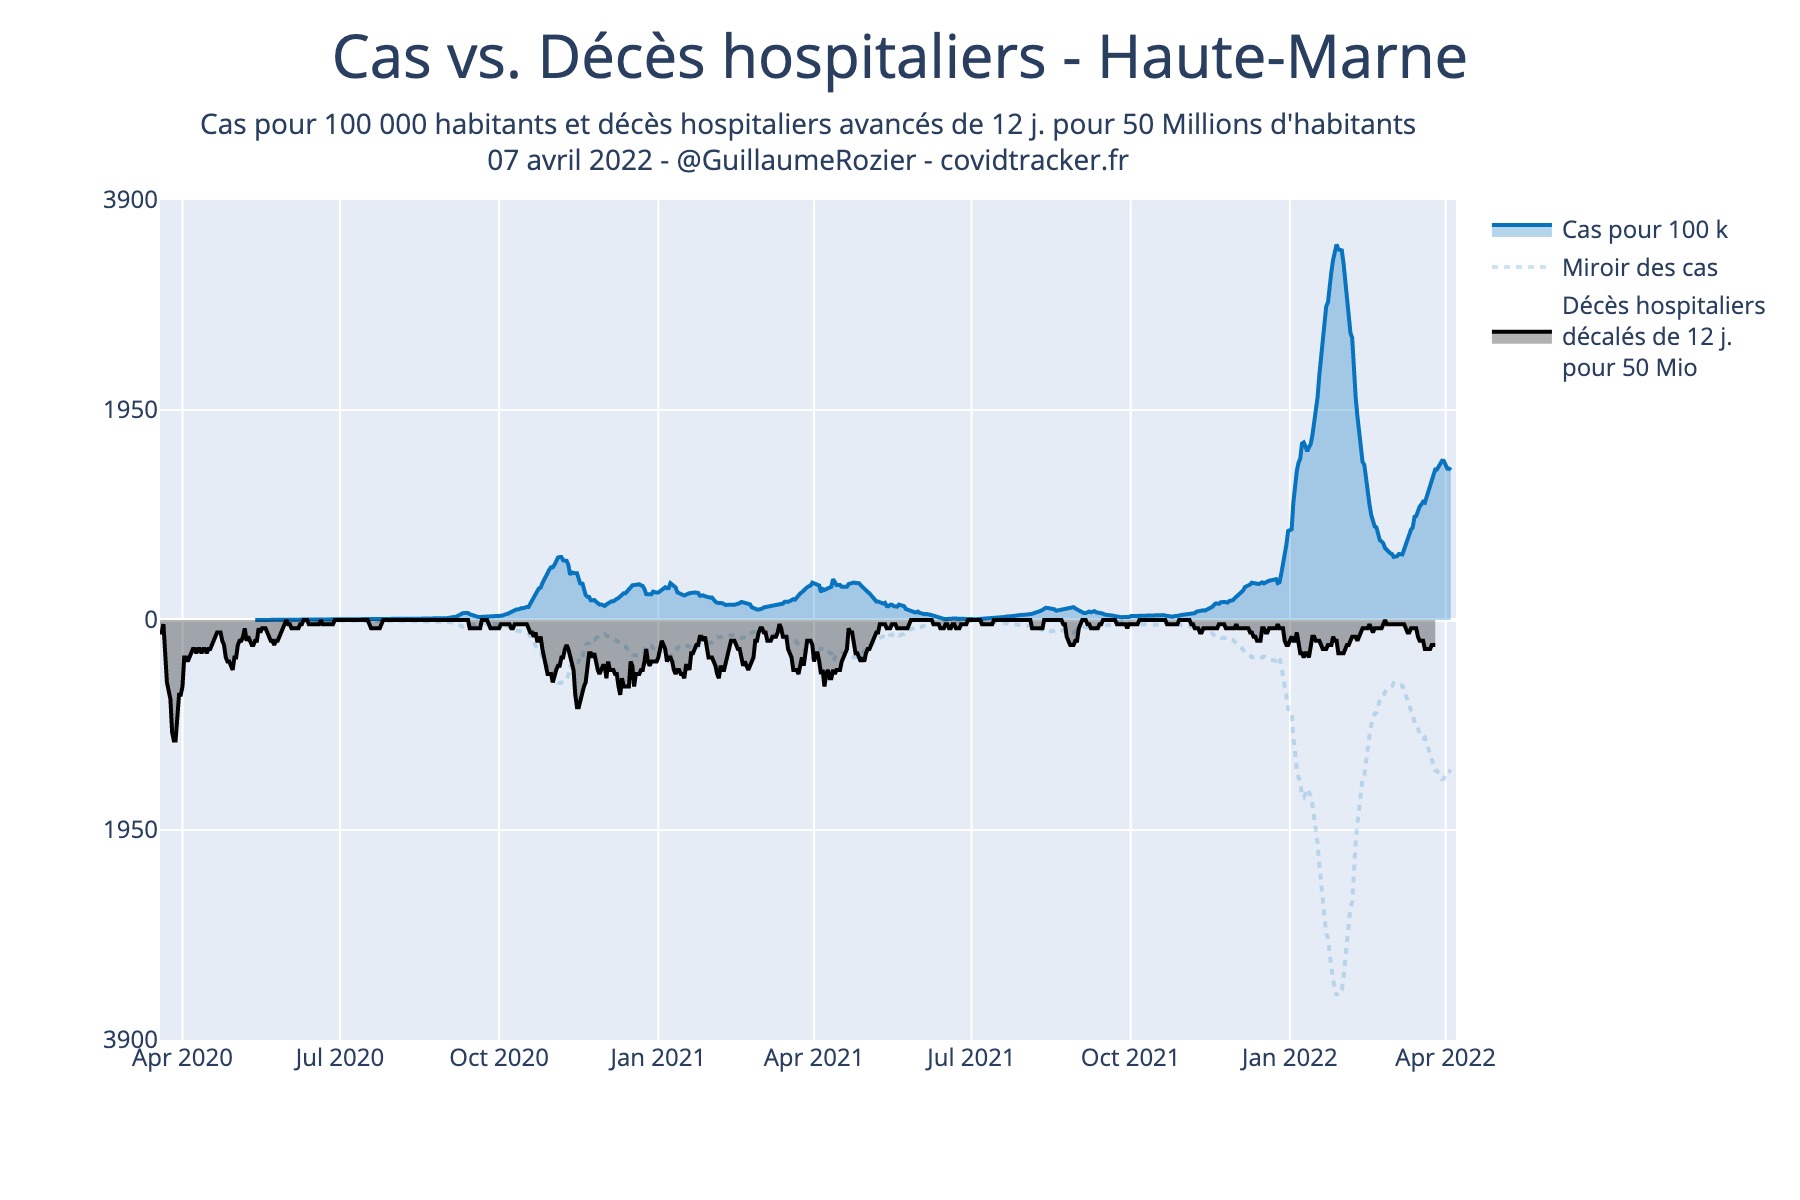 Cas vs. Décès hospitaliers - Haute-Marne
Cas pour 100 000 habitants et décès hospitaliers avancés de 12 j. pour 50 Millions d'habitants
07 avril 2022 - @GuillaumeRozier - covidtracker.fr
3900
1950
0
1950
3900
Apr 2020
Jul 2020
Oct 2020
Jan 2021
Apr 2021
Jul 2021
Oct 2021
Jan 2022
Apr 2022
Cas pour 100 k
Miroir des cas
Décès hospitaliers
décalés de 12 j.
pour 50 Mio